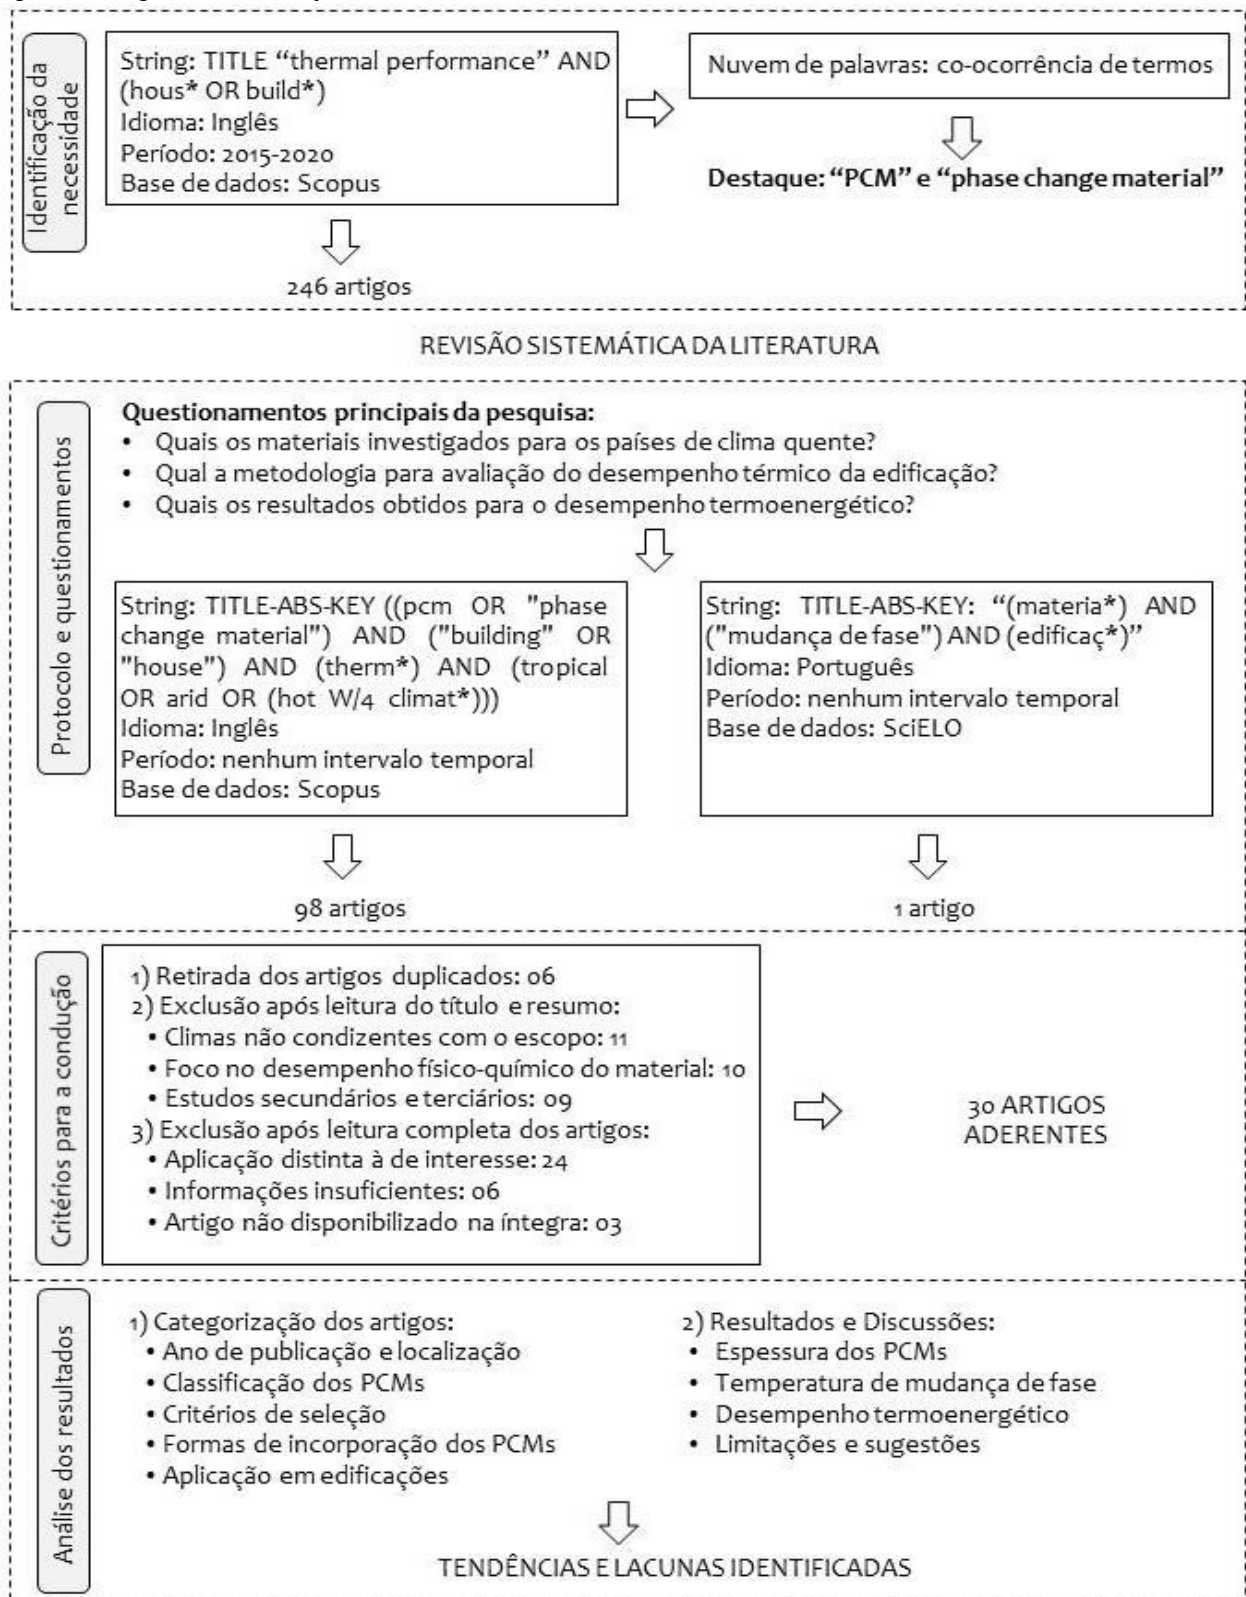 Identificação da
necessidade
String: TITLE “thermal performance” AND
(hous* OR build*)
Idioma: Inglês
Período: 2015-2020
Base de dados: Scopus
Nuvem de palavras: co-ocorrência de termos
Destaque: “PCM” e “phase change material”
246 artigos
REVISÃO SISTEMÁTICA DA LITERATURA
Protocolo e questionamentos
Questionamentos principais da pesquisa:
• Quais os materiais investigados para os países de clima quente?
• Qual a metodologia para avaliação do desempenho térmico da edificação?
• Quais os resultados obtidos para o desempenho termoenergético?
String: TITLE-ABS-KEY ((pcm OR "phase
change material") AND ("building" OR
"house") AND (therm*) AND (tropical
OR arid OR (hot W/4 climat*)))
Idioma: Inglês
Período: nenhum intervalo temporal
Base de dados: Scopus
String: TITLE-ABS-KEY: “(materia*) AND
("mudança de fase") AND (edificaç*)”
Idioma: Português
Período: nenhum intervalo temporal
Base de dados: SciELO
98 artigos
1 artigo
Critérios para a condução
1) Retirada dos artigos duplicados: 06
2) Exclusão após leitura do título e resumo:
• Climas não condizentes com o escopo: 11
• Foco no desempenho físico-químico do material: 10
• Estudos secundários e terciários: 09
3) Exclusão após leitura completa dos artigos:
• Aplicação distinta à de interesse: 24
• Informações insuficientes: 06
• Artigo não disponibilizado na íntegra: 03
30 ARTIGOS
ADERENTES
Análise dos resultados
1) Categorização dos artigos:
• Ano de publicação e localização
• Classificação dos PCMs
• Critérios de seleção
• Formas de incorporação dos PCMs
• Aplicação em edificações
2) Resultados e Discussões:
• Espessura dos PCMs
• Temperatura de mudança de fase
• Desempenho termoenergético
• Limitações e sugestões
TENDÊNCIAS E LACUNAS IDENTIFICADAS